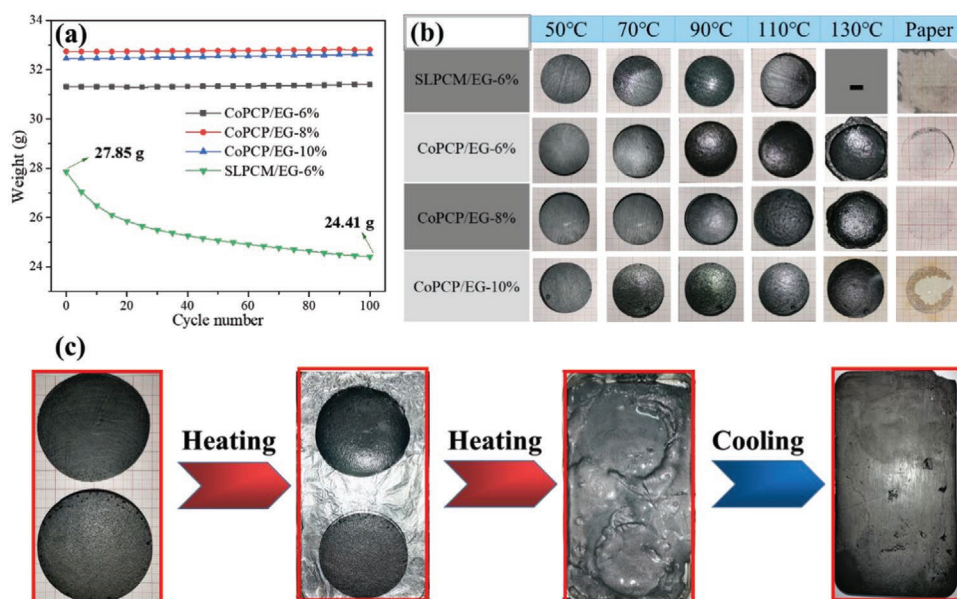 (a)
34
32
30
28
26
24
Weight (g)
0 20 40 60 80 100
Cycle number
CoPCP/EG-6%
CoPCP/EG-8%
CoPCP/EG-10%
SLPCM/EG-6%
27.85 g
24.41 g
(b)
50°C 70°C 90°C 110°C 130°C Paper
SLPCM/EG-6%
-
CoPCP/EG-6%
CoPCP/EG-8%
CoPCP/EG-10%
(c)
Heating
Heating
Cooling